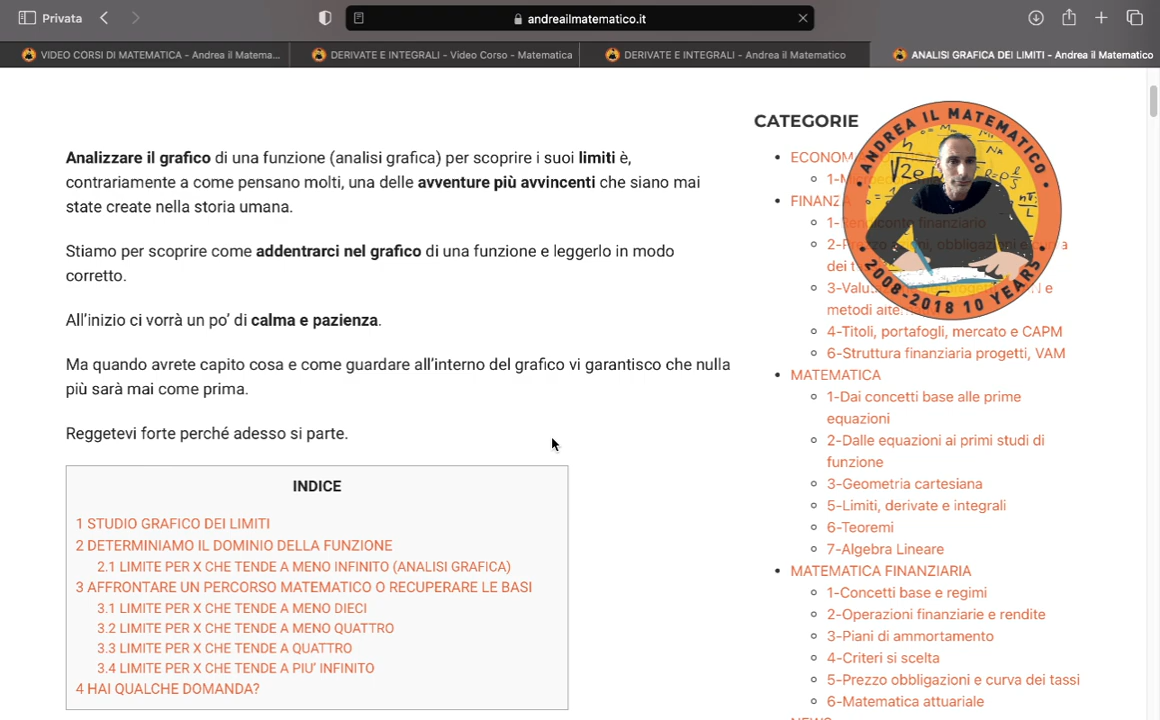 Privata
andreailmatematico.it
VIDEO CORSI DI MATEMATICA - Andrea il Matema...
DERIVATE E INTEGRALI - Video Corso - Matematica
DERIVATE E INTEGRALI - Andrea il Matematico
ANALISI GRAFICA DEI LIMITI - Andrea il Matematico
Analizzare il grafico di una funzione (analisi grafica) per scoprire i suoi limiti è,
contrariamente a come pensano molti, una delle avventure più avvincenti che siano mai
state create nella storia umana.
Stiamo per scoprire come addentrarci nel grafico di una funzione e leggerlo in modo
corretto.
All'inizio ci vorrà un po' di calma e pazienza.
Ma quando avrete capito cosa e come guardare all'interno del grafico vi garantisco che nulla
più sarà mai come prima.
Reggetevi forte perché adesso si parte.
INDICE
1 STUDIO GRAFICO DEI LIMITI
2 DETERMINIAMO IL DOMINIO DELLA FUNZIONE
2.1 LIMITE PER X CHE TENDE A MENO INFINITO (ANALISI GRAFICA)
3 AFFRONTARE UN PERCORSO MATEMATICO O RECUPERARE LE BASI
3.1 LIMITE PER X CHE TENDE A MENO DIECI
3.2 LIMITE PER X CHE TENDE A MENO QUATTRO
3.3 LIMITE PER X CHE TENDE A QUATTRO
3.4 LIMITE PER X CHE TENDE A PIU' INFINITO
4 HAI QUALCHE DOMANDA?
CATEGORIE
ANDREA IL MATEMATICO
2008-2018 10 YEARS
ECONOM
1-
FINANZ
1- finanziario
2- obbligazioni e
dei
3-Valu e
metodi
4-Titoli, portafogli, mercato e CAPM
6-Struttura finanziaria progetti, VAM
MATEMATICA
1-Dai concetti base alle prime
equazioni
2-Dalle equazioni ai primi studi di
funzione
3-Geometria cartesiana
5-Limiti, derivate e integrali
6-Teoremi
7-Algebra Lineare
MATEMATICA FINANZIARIA
1-Concetti base e regimi
2-Operazioni finanziarie e rendite
3-Piani di ammortamento
4-Criteri si scelta
5-Prezzo obbligazioni e curva dei tassi
6-Matematica attuariale
NEWS